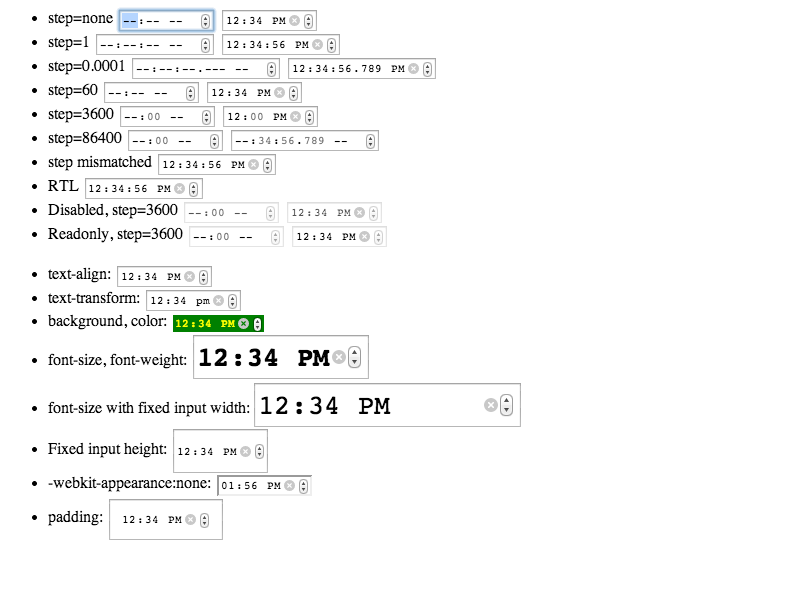 step=none --:-- -- 12:34 PM
step=1 --:--:-- -- 12:34:56 PM
step=0.0001 --:--:--.--- -- 12:34:56.789 PM
step=60 --:-- -- 12:34 PM
step=3600 --:00 -- 12:00 PM
step=86400 --:00 -- --:34:56.789 --
step mismatched 12:34:56 PM
RTL 12:34:56 PM
Disabled, step=3600 --:00 -- 12:34 PM
Readonly, step=3600 --:00 -- 12:34 PM
text-align: 12:34 PM
text-transform: 12:34 pm
background, color: 12:34 PM
font-size, font-weight: 12:34 PM
font-size with fixed input width: 12:34 PM
Fixed input height: 12:34 PM
-webkit-appearance:none: 01:56 PM
padding: 12:34 PM